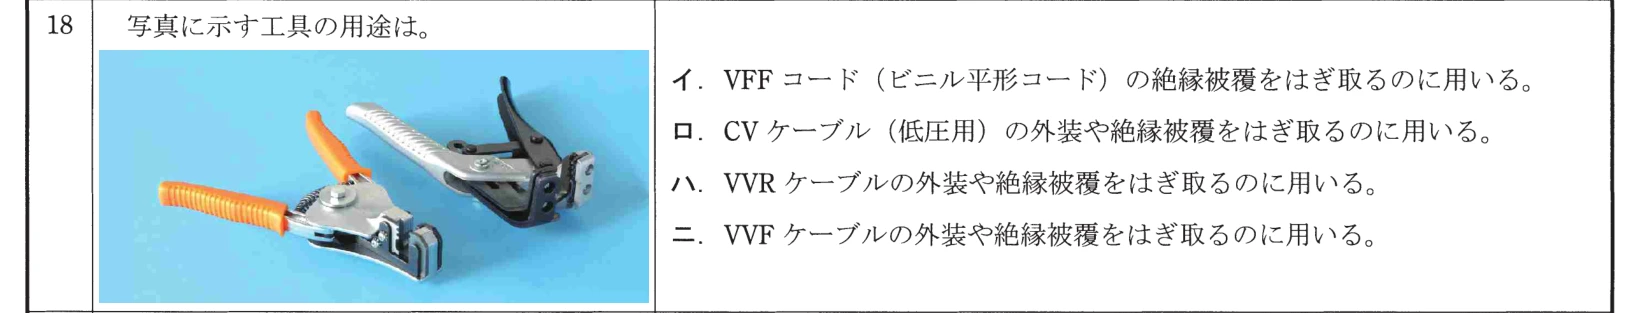 18 写真に示す工具の用途は。
イ. VFF コード（ビニル平形コード）の絶縁被覆をはぎ取るのに用いる。
ロ. CV ケーブル（低圧用）の外装や絶縁被覆をはぎ取るのに用いる。
ハ. VVR ケーブルの外装や絶縁被覆をはぎ取るのに用いる。
ニ. VVF ケーブルの外装や絶縁被覆をはぎ取るのに用いる。